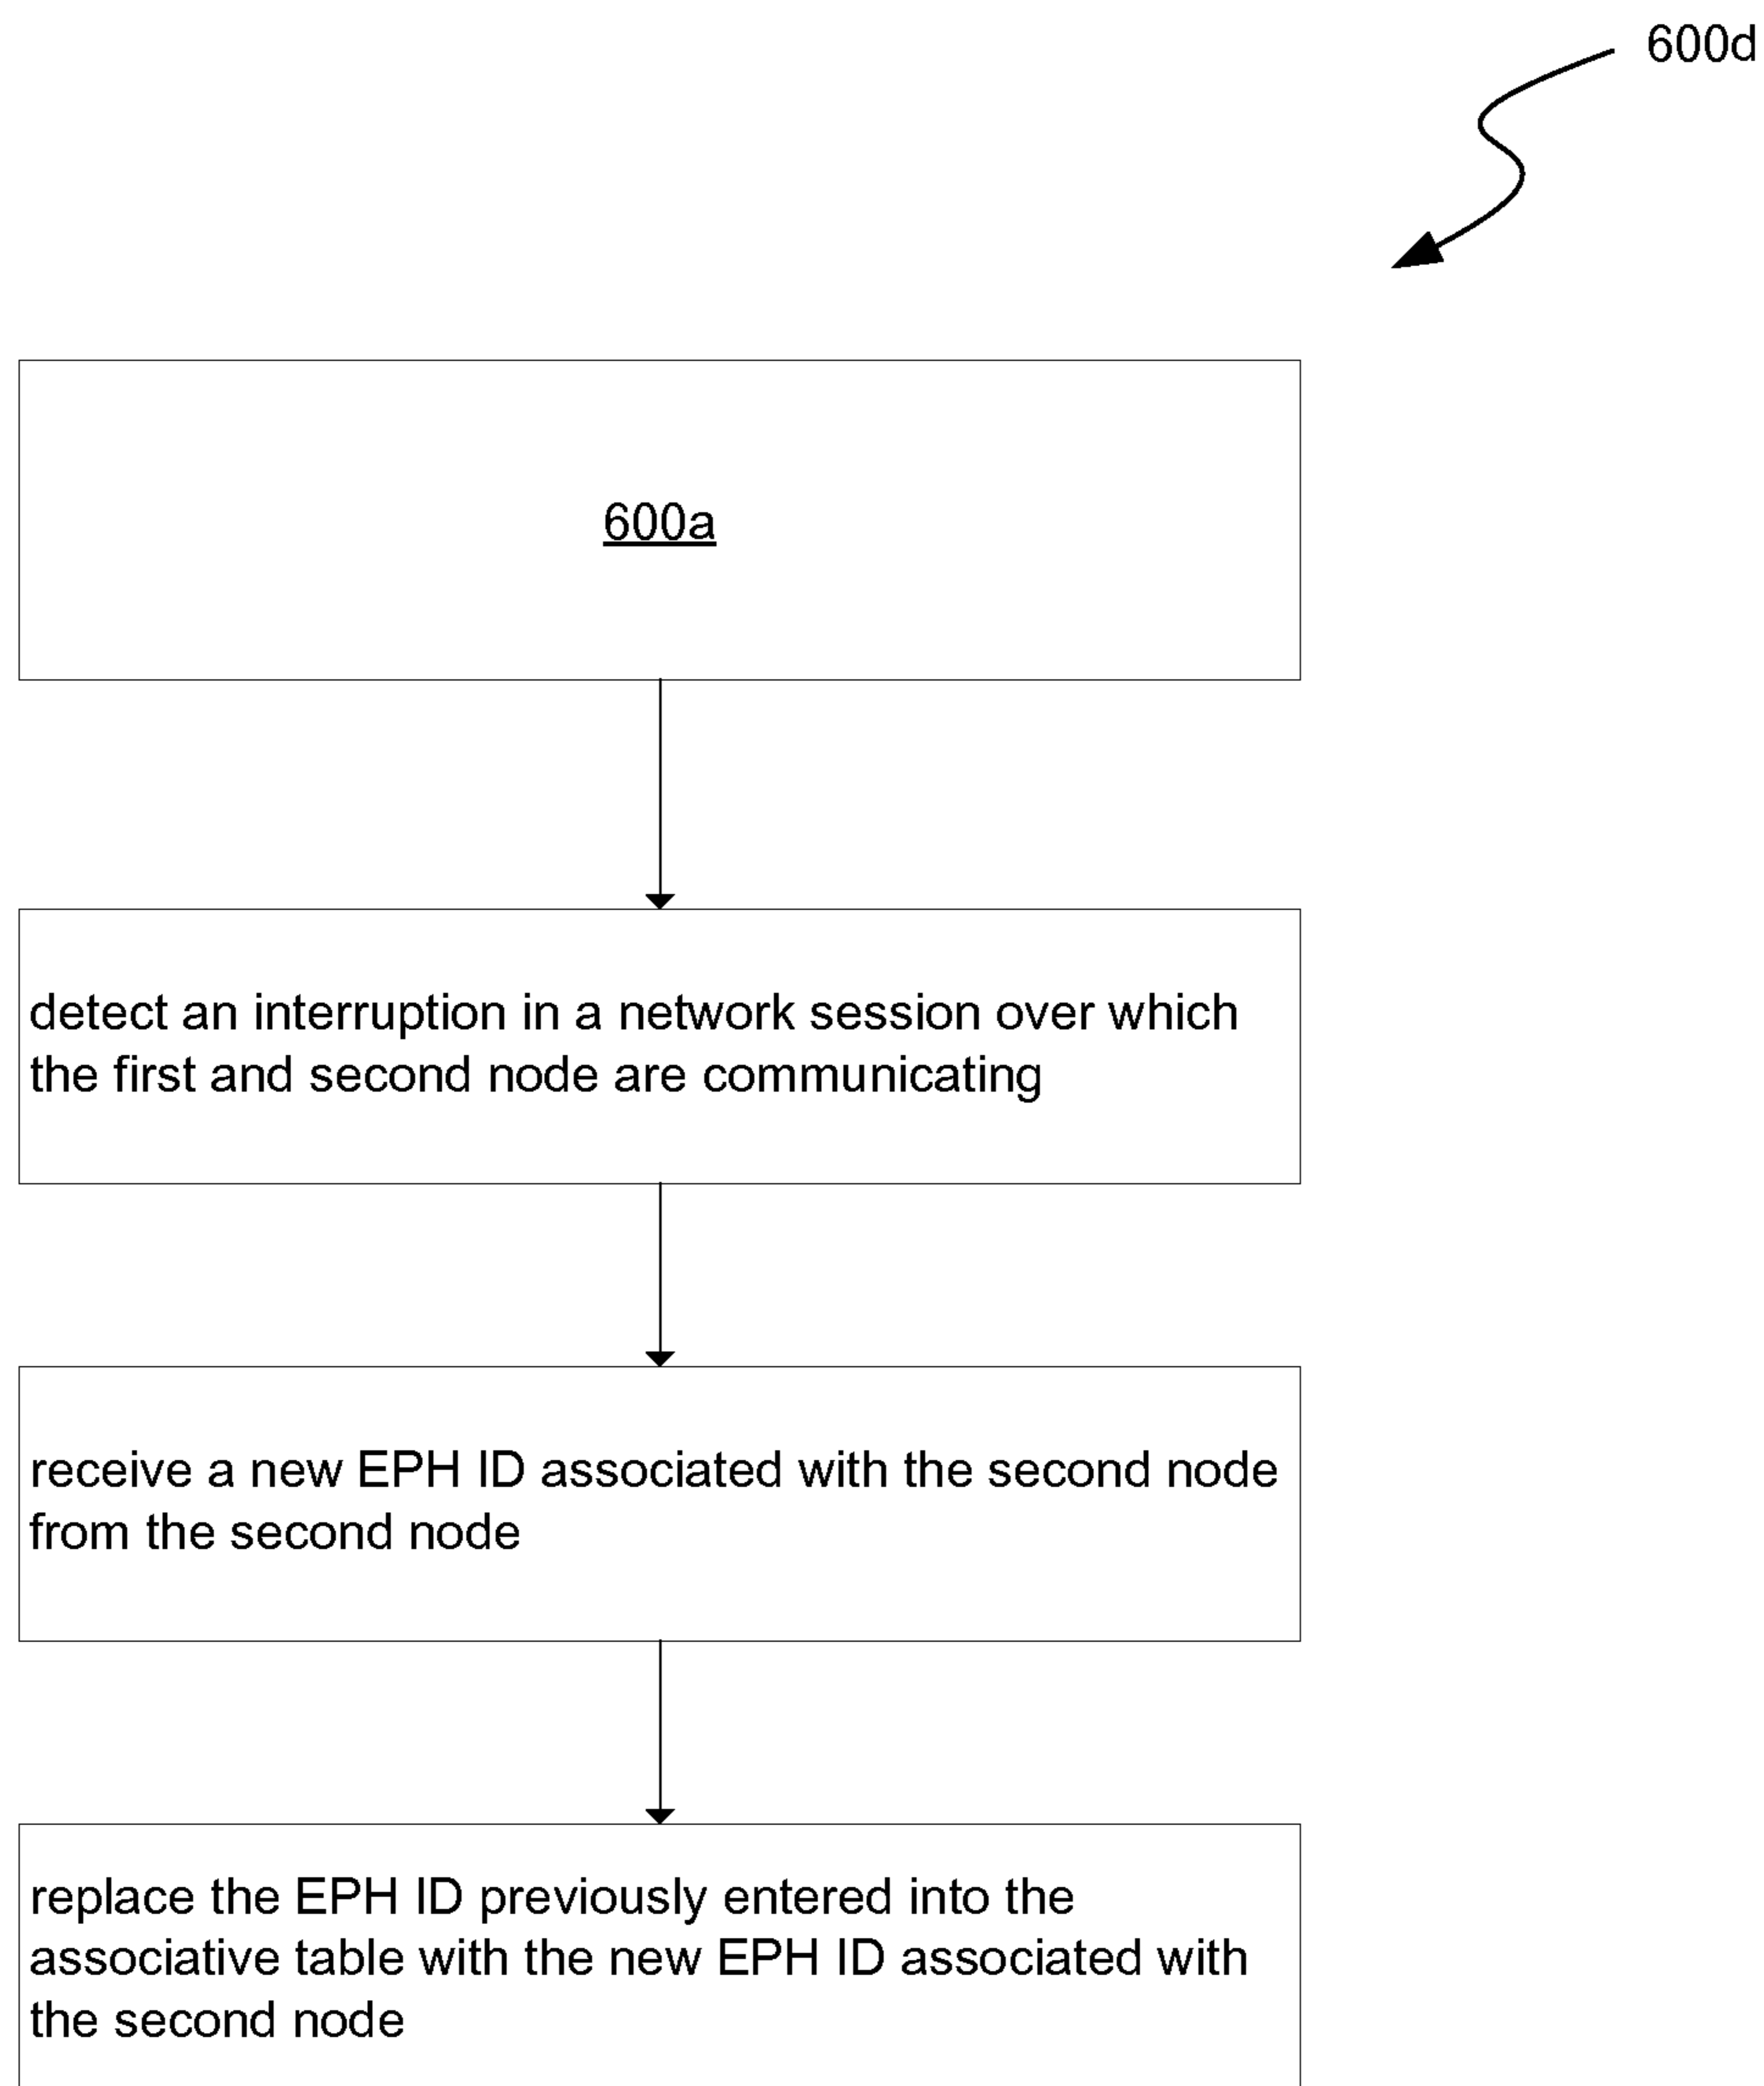 600d
600a
detect an interruption in a network session over which
the first and second node are communicating
receive a new EPH ID associated with the second node
from the second node
replace the EPH ID previously entered into the
associative table with the new EPH ID associated with
the second node